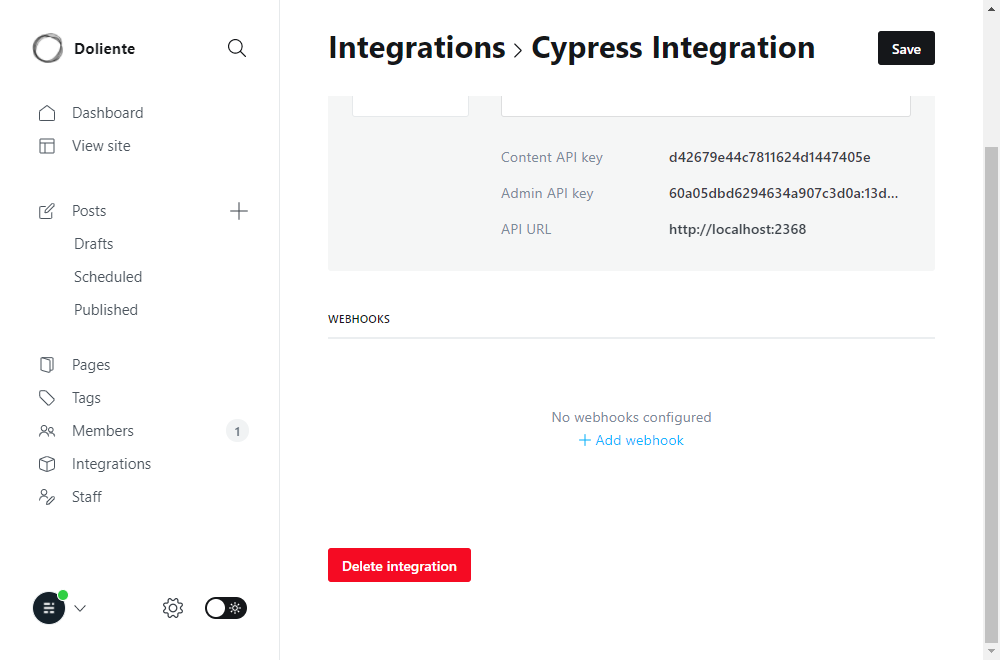 Doliente
Dashboard
View site
Posts
Drafts
Scheduled
Published
Pages
Tags
Members 1
Integrations
Staff
Integrations › Cypress Integration
Save
Content API key d42679e44c7811624d1447405e
Admin API key 60a05dbd6294634a907c3d0a:13d...
API URL http://localhost:2368
WEBHOOKS
No webhooks configured
+ Add webhook
Delete integration